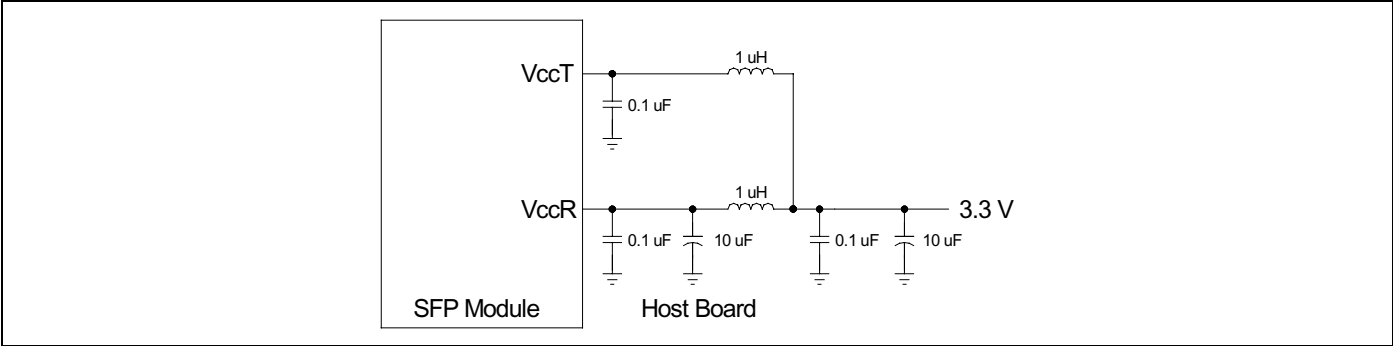 1 uH
VccT
0.1 uF
1 uH
VccR
3.3 V
0.1 uF
10 uF
0.1 uF
10 uF
SFP Module
Host Board